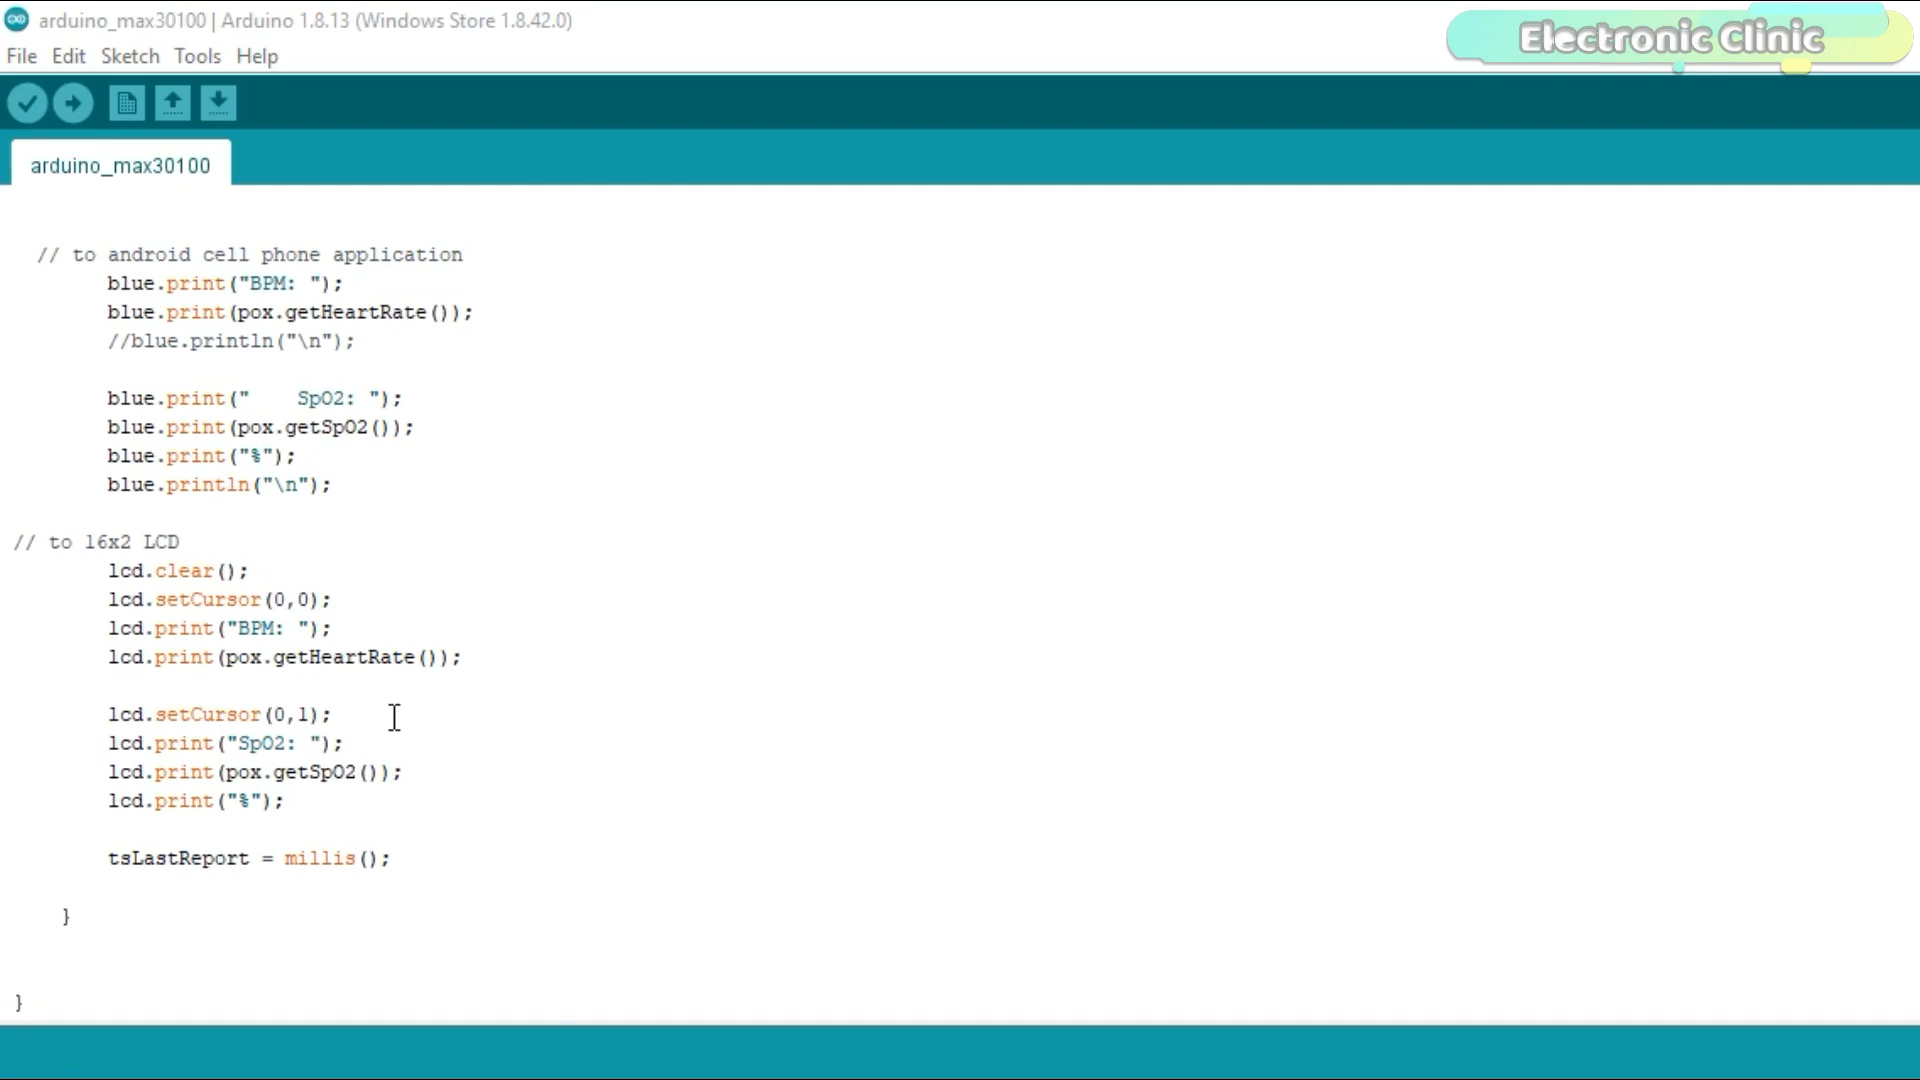 arduino_max30100 | Arduino 1.8.13 (Windows Store 1.8.42.0)
Electronic Clinic
File Edit Sketch Tools Help
arduino_max30100
// to android cell phone application
blue.print("BPM: ");
blue.print(pox.getHeartRate());
//blue.println("\n");
blue.print("    SpO2: ");
blue.print(pox.getSpO2());
blue.print("%");
blue.println("\n");
// to 16x2 LCD
lcd.clear();
lcd.setCursor(0,0);
lcd.print("BPM: ");
lcd.print(pox.getHeartRate());
lcd.setCursor(0,1);
lcd.print("SpO2: ");
lcd.print(pox.getSpO2());
lcd.print("%");
tsLastReport = millis();
}
}